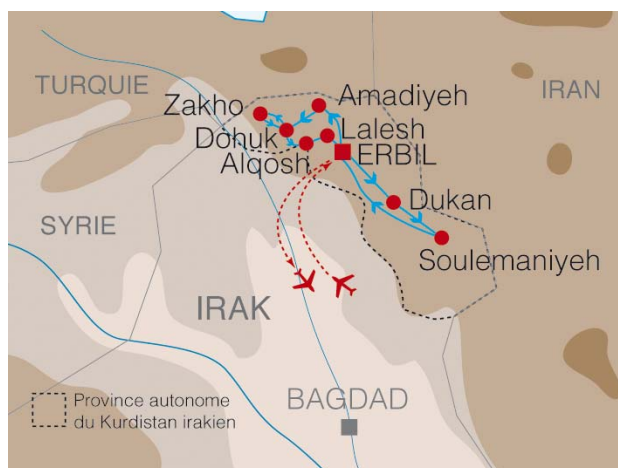 TURQUIE
Amadiyeh
IRAN
Zakho
Lalesh
Dohuk
ERBIL
Alqosh
Dukan
SYRIE
Soulemaniyeh
IRAK
BAGDAD
Province autonome
du Kurdistan irakien